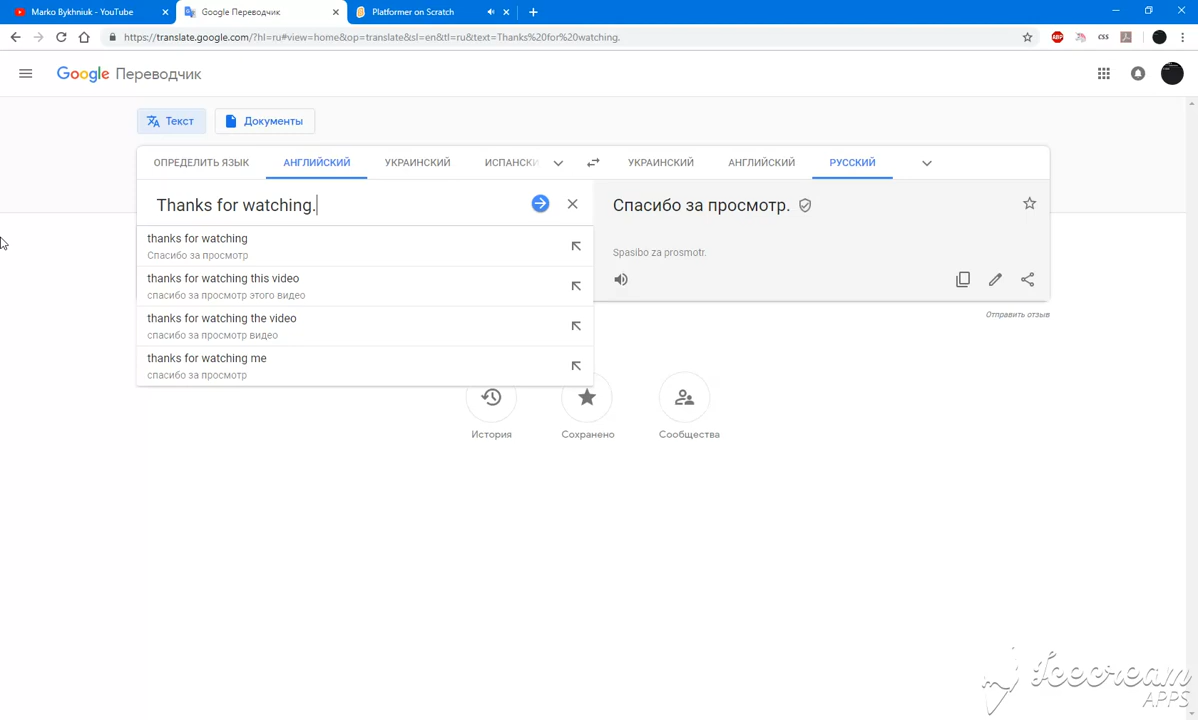 Marko Bykhniuk - YouTube
Google Переводчик
Platformer on Scratch
https://translate.google.com/?hl=ru#view=home&op=translate&sl=en&tl=ru&text=Thanks%20for%20watching.
ABP
CSS
Google Переводчик
Текст
Документы
ОПРЕДЕЛИТЬ ЯЗЫК
АНГЛИЙСКИЙ
УКРАИНСКИЙ
ИСПАНСКИ
УКРАИНСКИЙ
АНГЛИЙСКИЙ
РУССКИЙ
Thanks for watching.
Спасибо за просмотр.
thanks for watching
Спасибо за просмотр
thanks for watching this video
спасибо за просмотр этого видео
thanks for watching the video
спасибо за просмотр видео
thanks for watching me
спасибо за просмотр
Spasibo za prosmotr.
Отправить отзыв
История
Сохранено
Сообщества
Icecream
APPS